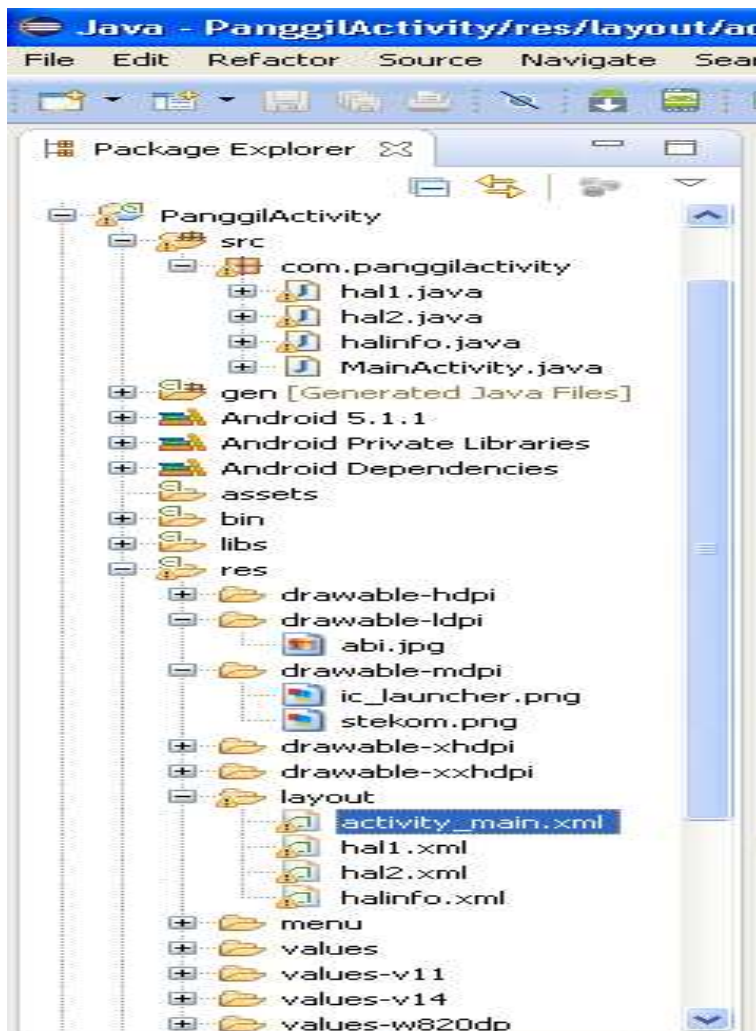 Java - PanggilActivity/res/layout/ac
File Edit Refactor Source Navigate Sear
Package Explorer
PanggilActivity
src
com.panggilactivity
hal1.java
hal2.java
halinfo.java
MainActivity.java
gen [Generated Java Files]
Android 5.1.1
Android Private Libraries
Android Dependencies
assets
bin
libs
res
drawable-hdpi
drawable-ldpi
abi.jpg
drawable-mdpi
ic_launcher.png
stekom.png
drawable-xhdpi
drawable-xxhdpi
layout
activity_main.xml
hal1.xml
hal2.xml
halinfo.xml
menu
values
values-v11
values-v14
values-w820dp